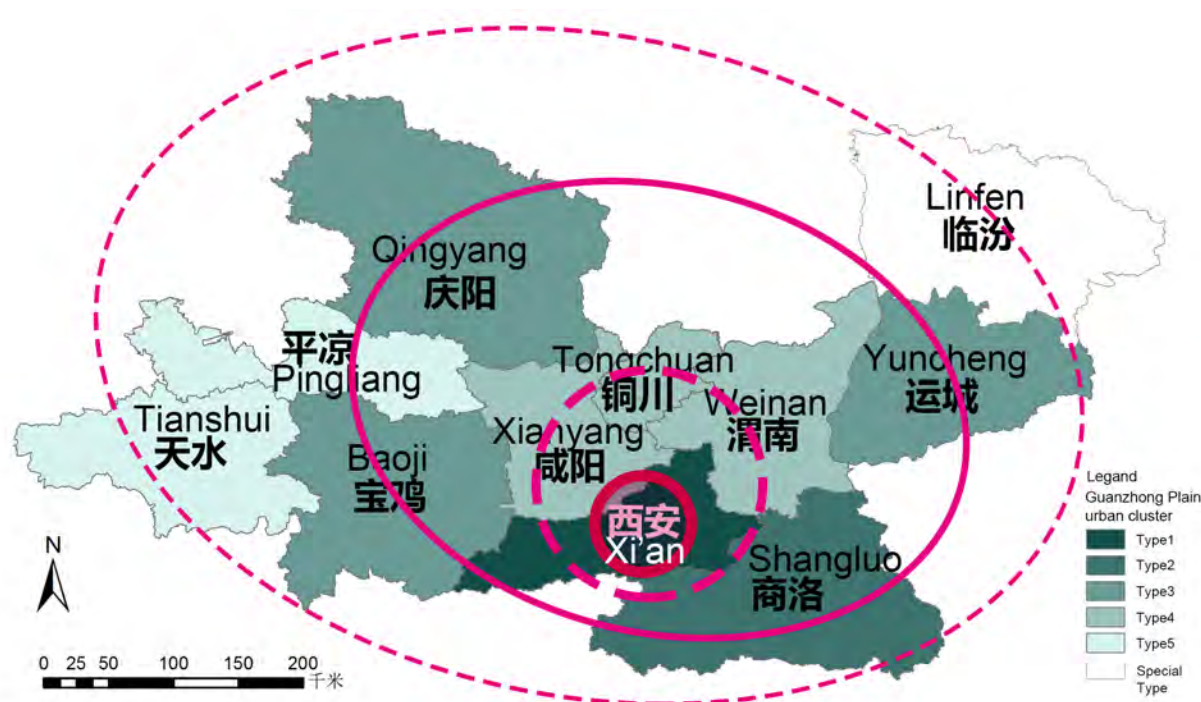 Linfen
临汾
Qingyang
庆阳
平凉
Pingliang
Tongchuan
铜川
Yuncheng
运城
Tianshui
天水
Weinan
渭南
Xianyang
咸阳
Baoji
宝鸡
西安
Xi'an
Shangluo
商洛
N
0 25 50 100 150 200
千米
Legand
Guanzhong Plain
urban cluster
Type1
Type2
Type3
Type4
Type5
Special
Type